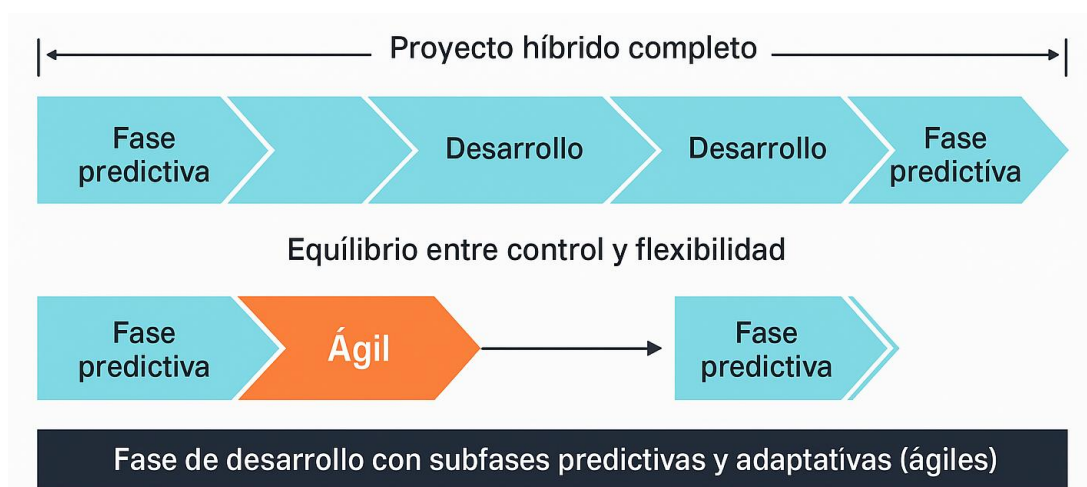 Proyecto híbrido completo
Fase
predictiva
Desarrollo
Desarrollo
Fase
predictíva
Equílibrio entre control y flexibilidad
Fase
predictiva
Ágil
Fase
predictiva
Fase de desarrollo con subfases predictivas y adaptatívas (ágiles)